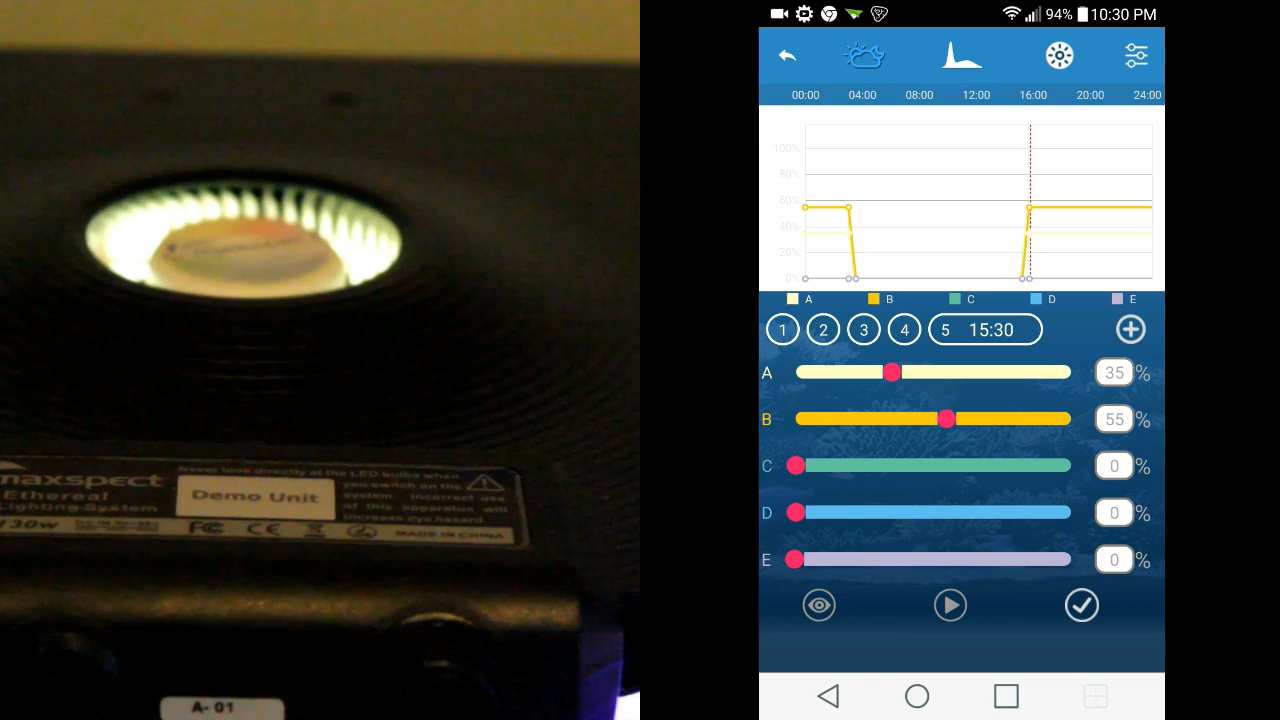 maxspect
Ethereal
Lighting System
130w
Never look directly at the LED bulbs when
you switch on the
system. Incorrect use
of this apparatus will
increase eye hazard.
Demo Unit
FC CE
MADE IN CHINA
A- 01
94% 10:30 PM
00:00 04:00 08:00 12:00 16:00 20:00 24:00
100%
80%
60%
40%
20%
0%
A B C D E
1 2 3 4 5 15:30
A 35 %
B 55 %
C 0 %
D 0 %
E 0 %